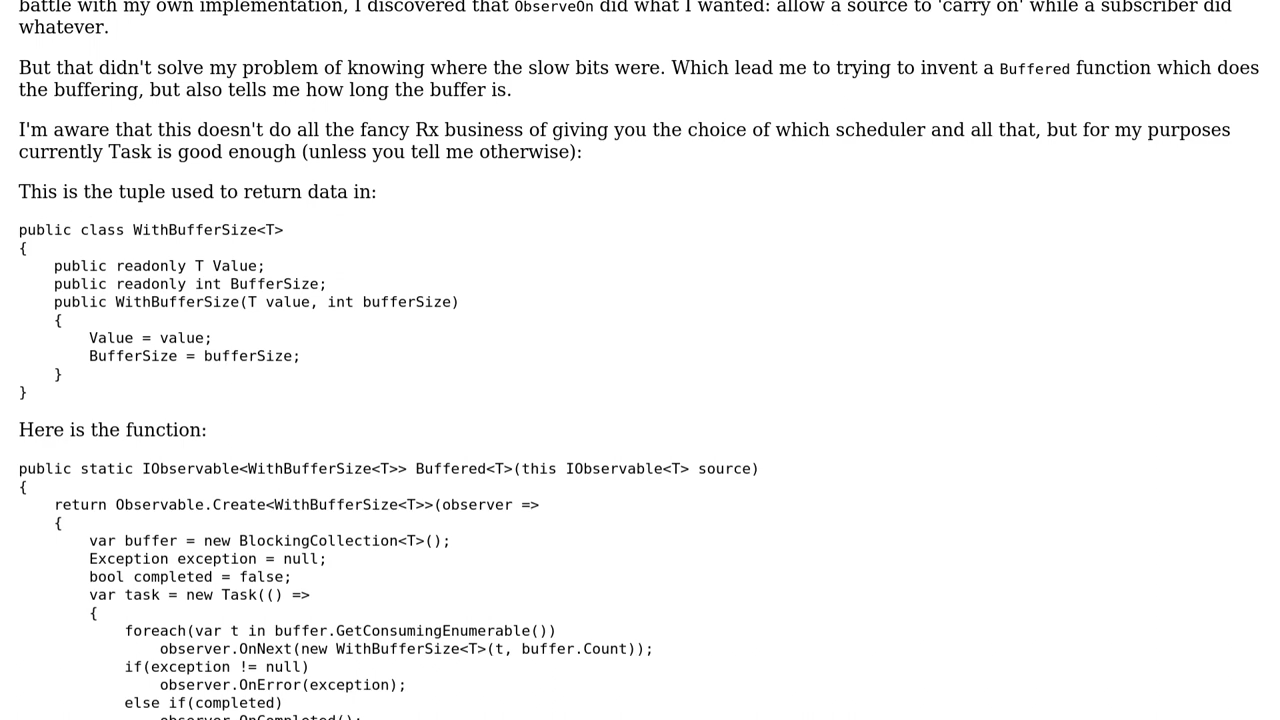 battle with my own implementation, I discovered that ObserveOn did what I wanted: allow a source to 'carry on' while a subscriber did
whatever.
But that didn't solve my problem of knowing where the slow bits were. Which lead me to trying to invent a Buffered function which does
the buffering, but also tells me how long the buffer is.
I'm aware that this doesn't do all the fancy Rx business of giving you the choice of which scheduler and all that, but for my purposes
currently Task is good enough (unless you tell me otherwise):
This is the tuple used to return data in:
public class WithBufferSize<T>
{
    public readonly T Value;
    public readonly int BufferSize;
    public WithBufferSize(T value, int bufferSize)
    {
        Value = value;
        BufferSize = bufferSize;
    }
}
Here is the function:
public static IObservable<WithBufferSize<T>> Buffered<T>(this IObservable<T> source)
{
    return Observable.Create<WithBufferSize<T>>(observer =>
    {
        var buffer = new BlockingCollection<T>();
        Exception exception = null;
        bool completed = false;
        var task = new Task(() =>
        {
            foreach(var t in buffer.GetConsumingEnumerable())
                observer.OnNext(new WithBufferSize<T>(t, buffer.Count));
            if(exception != null)
                observer.OnError(exception);
            else if(completed)
                observer.OnCompleted();